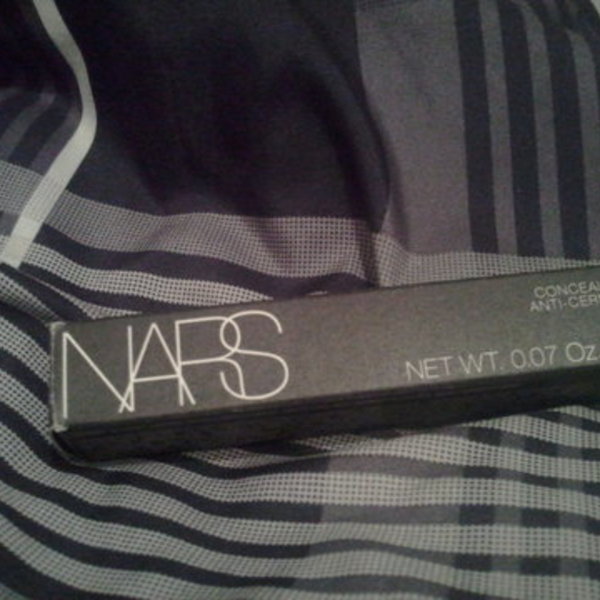 NARS
CONCEAL
ANTI-CER
NET WT. 0.07 Oz.